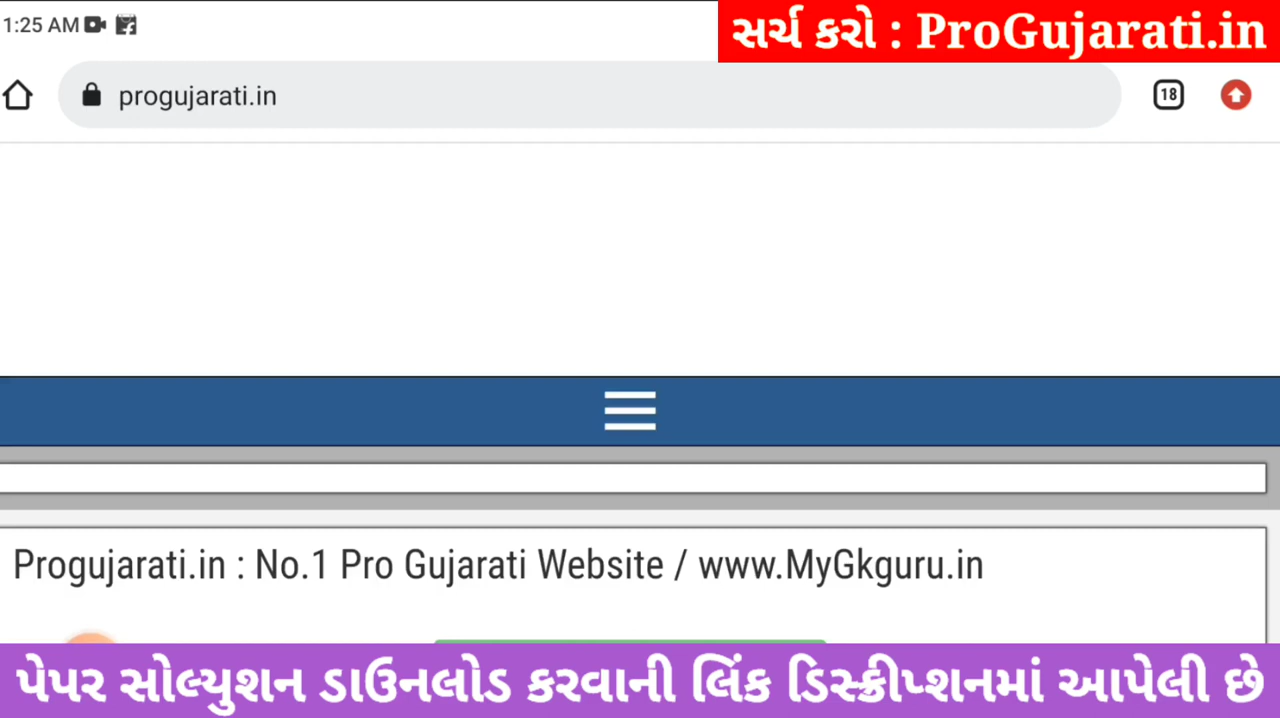 1:25 AM
સર્ચ કરો : ProGujarati.in
progujarati.in
18
Progujarati.in : No.1 Pro Gujarati Website / www.MyGkguru.in
પેપર સોલ્યુશન ડાઉનલોડ કરવાની લિંક ડિસ્ક્રીપ્શનમાં આપેલી છે